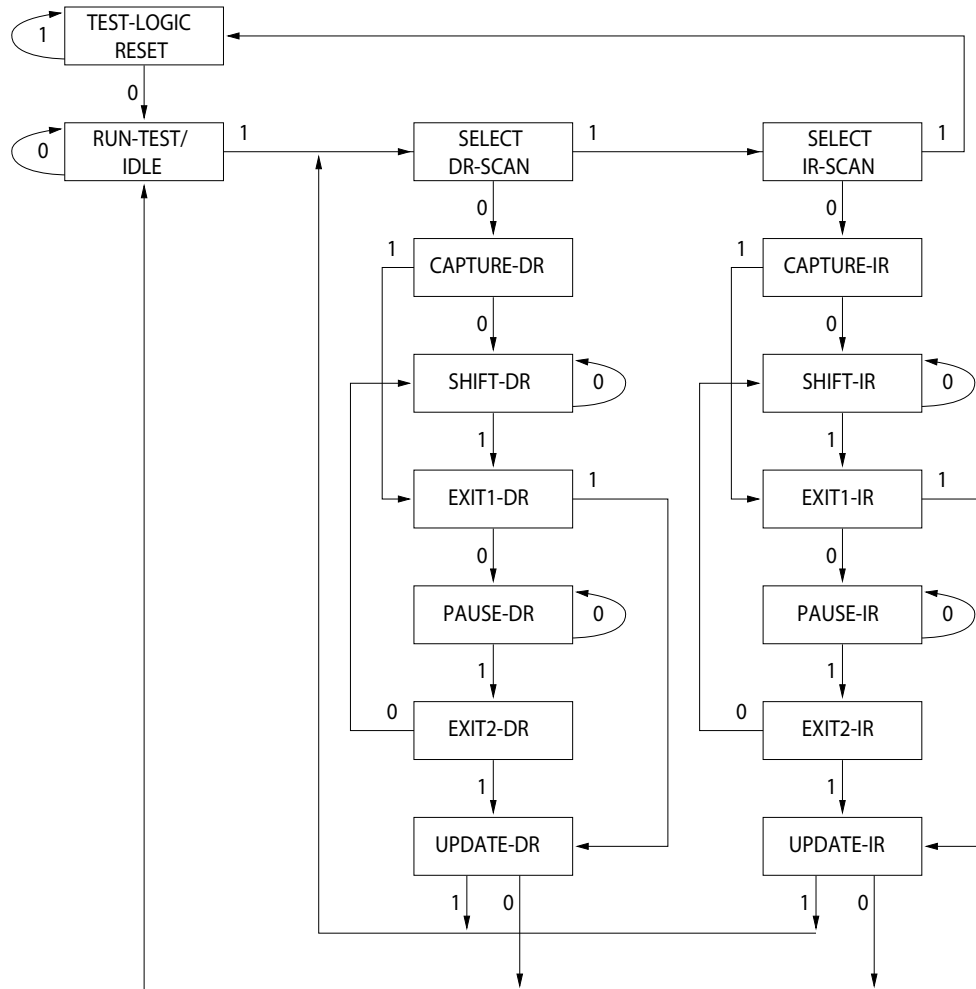 TEST-LOGIC
RESET
1
0
RUN-TEST/
IDLE
0
1
SELECT
DR-SCAN
1
SELECT
IR-SCAN
1
0
0
1
CAPTURE-DR
1
CAPTURE-IR
0
0
SHIFT-DR
0
SHIFT-IR
0
1
1
EXIT1-DR
1
EXIT1-IR
1
0
0
PAUSE-DR
0
PAUSE-IR
0
1
1
0
EXIT2-DR
0
EXIT2-IR
1
1
UPDATE-DR
UPDATE-IR
1
0
1
0